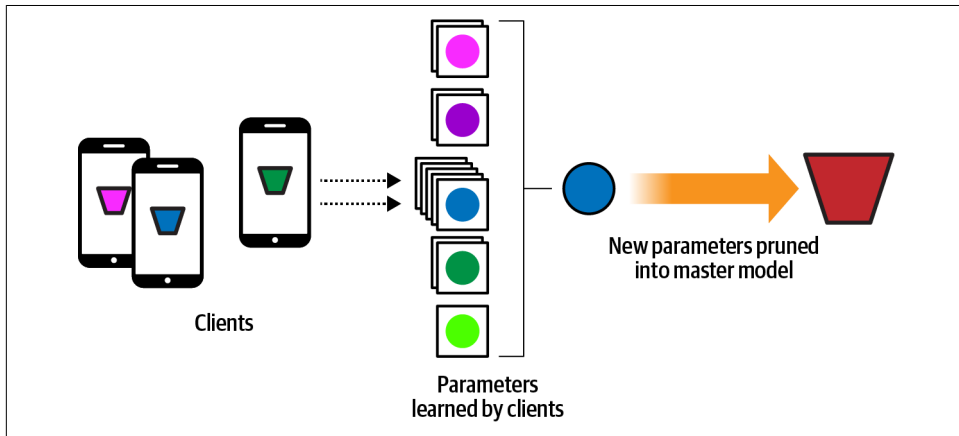 Clients
Parameters
learned by clients
New parameters pruned
into master model